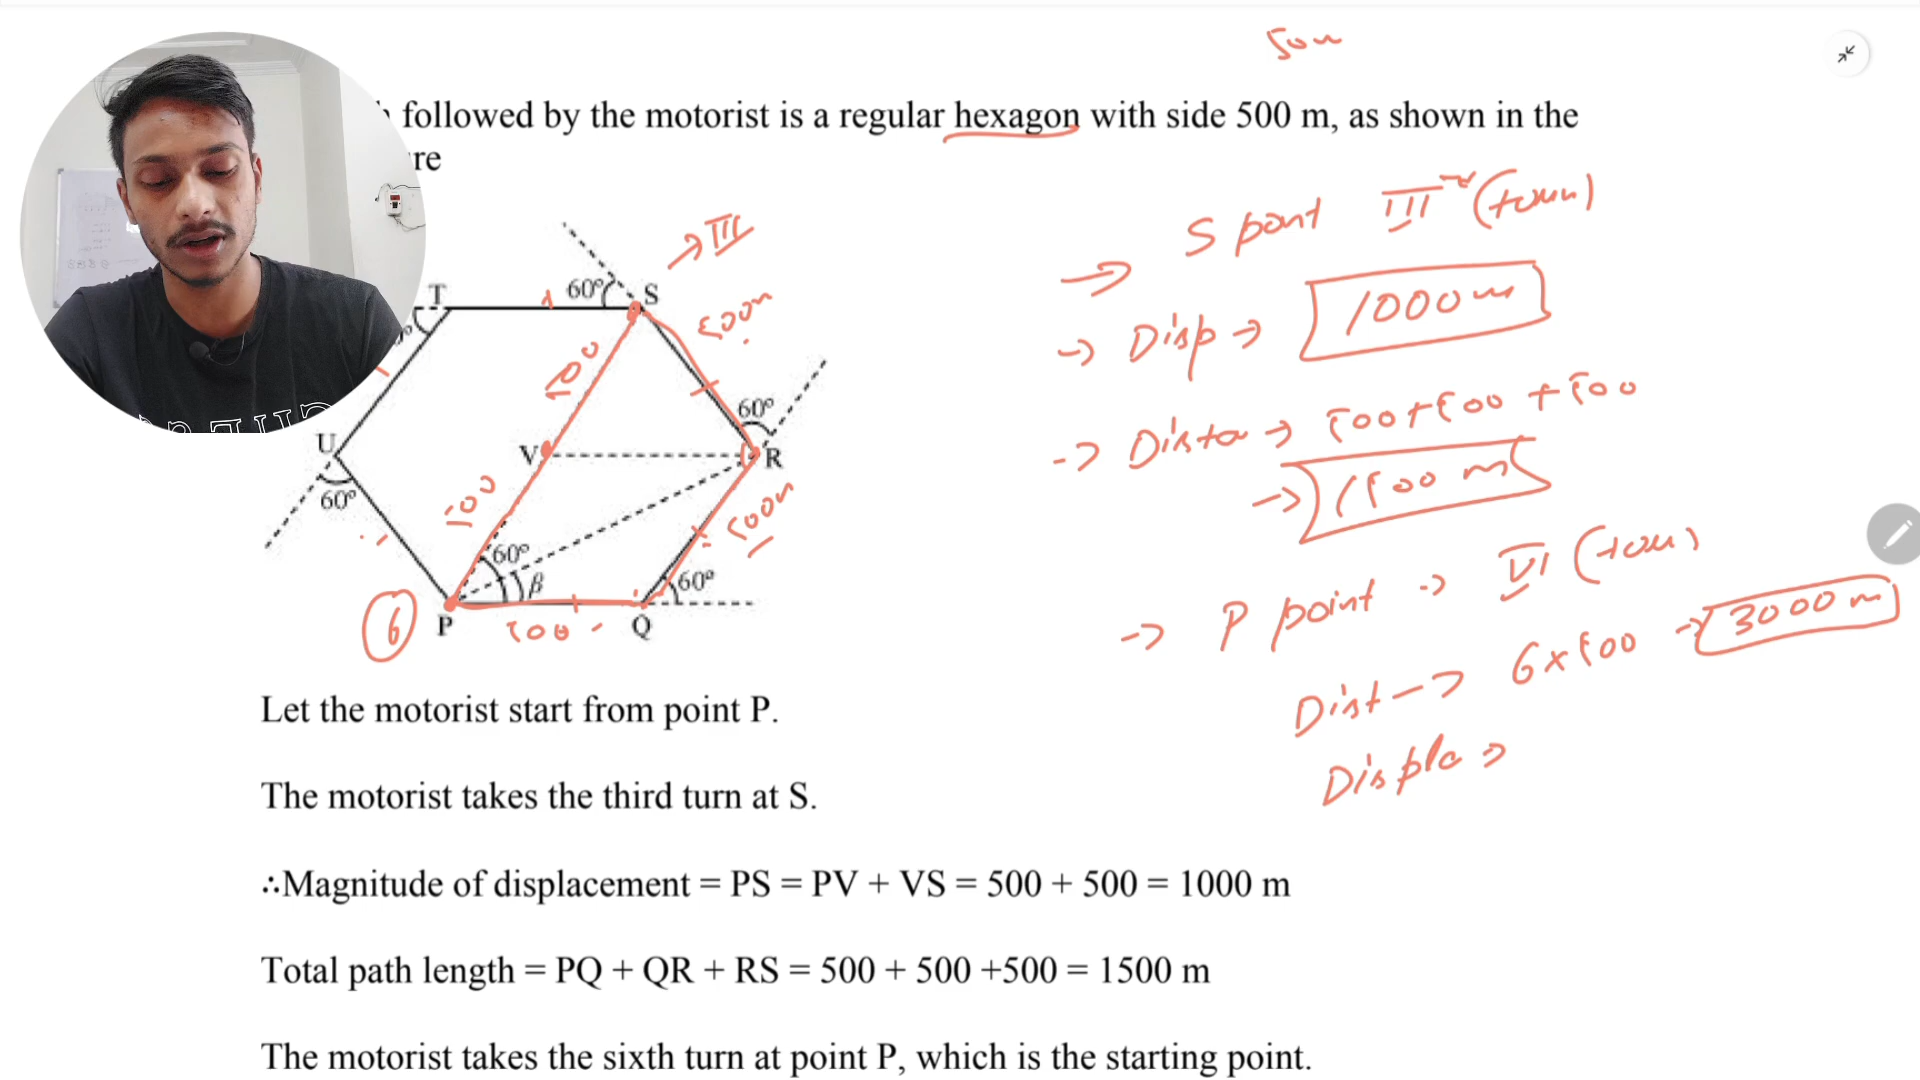 50m
followed by the motorist is a regular hexagon with side 500 m, as shown in the
re
→ III
→ S point III (turn)
T 60° S
500m
→ Disp → 1000 m
500
60°
→ Dista → 500+500+500
U V R
→ 1500 m
60°
500
500m
60° β 60°
→ P point → VI (turn)
6 P 500 Q
Dist → 6×500 → 3000 m
Let the motorist start from point P.
Displa →
The motorist takes the third turn at S.
∴Magnitude of displacement = PS = PV + VS = 500 + 500 = 1000 m
Total path length = PQ + QR + RS = 500 + 500 +500 = 1500 m
The motorist takes the sixth turn at point P, which is the starting point.